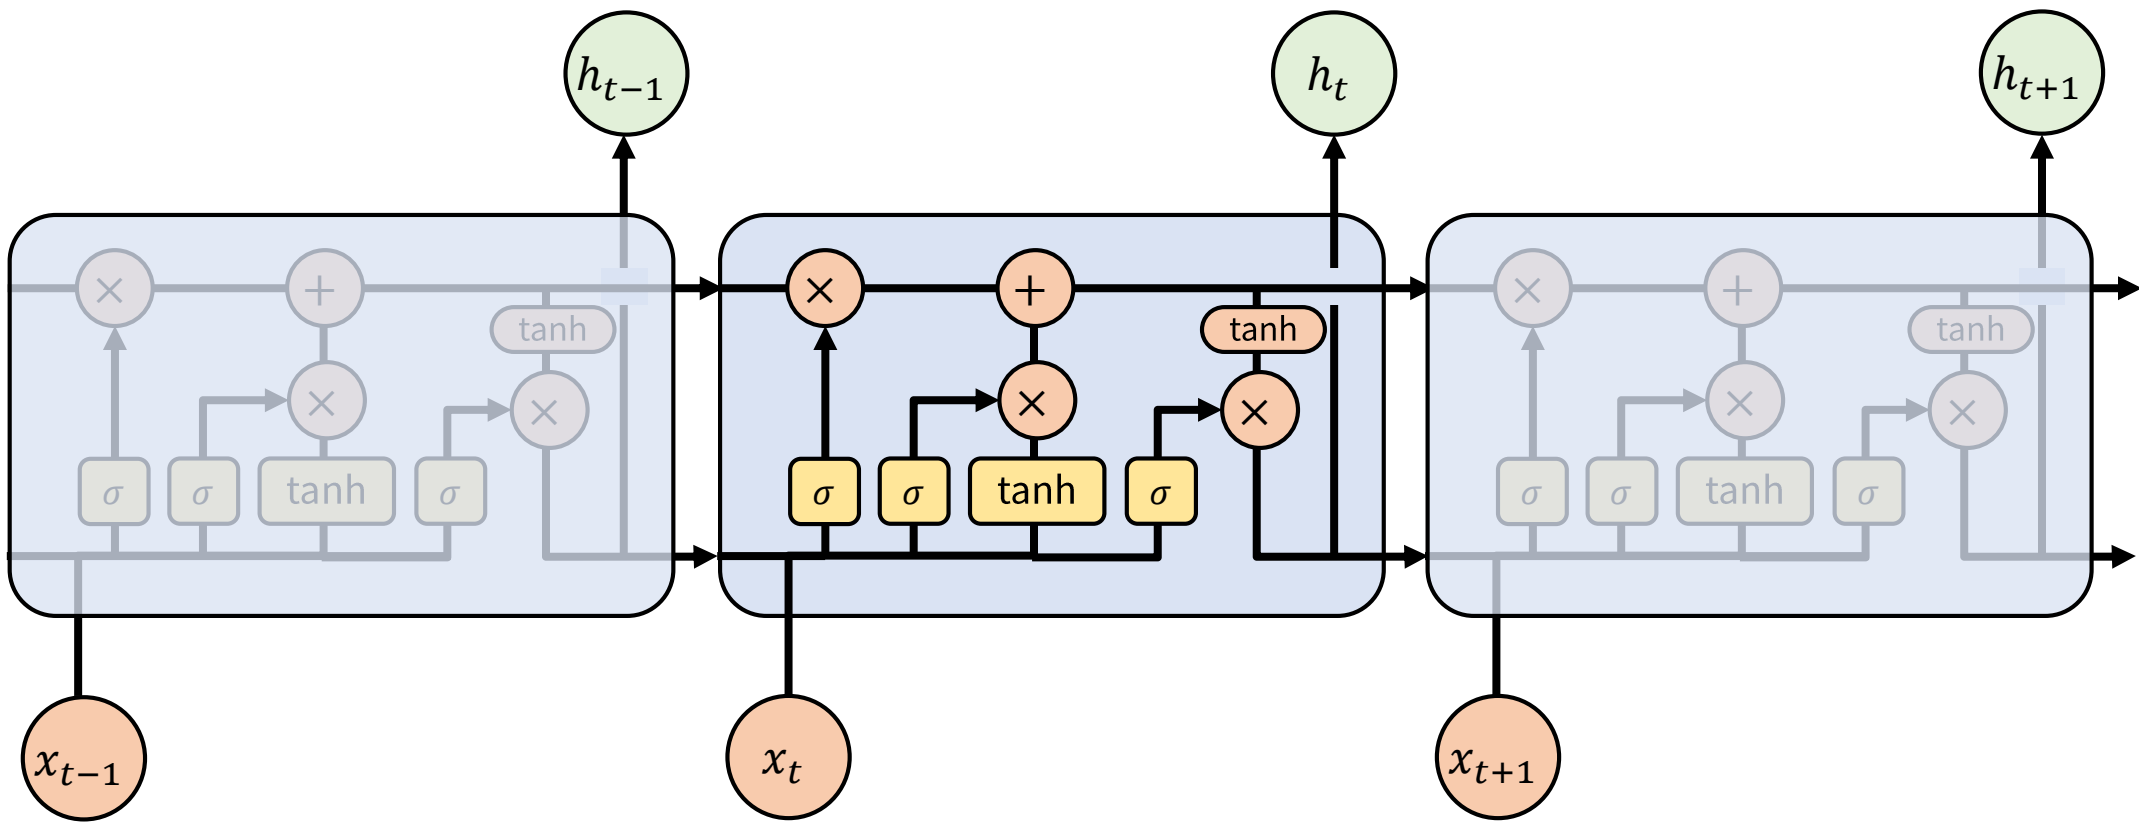 h_{t-1} h_t h_{t+1}
× + × + × +
tanh tanh tanh
× × × × × ×
σ σ tanh σ σ σ tanh σ σ σ tanh σ
x_{t-1} x_t x_{t+1}